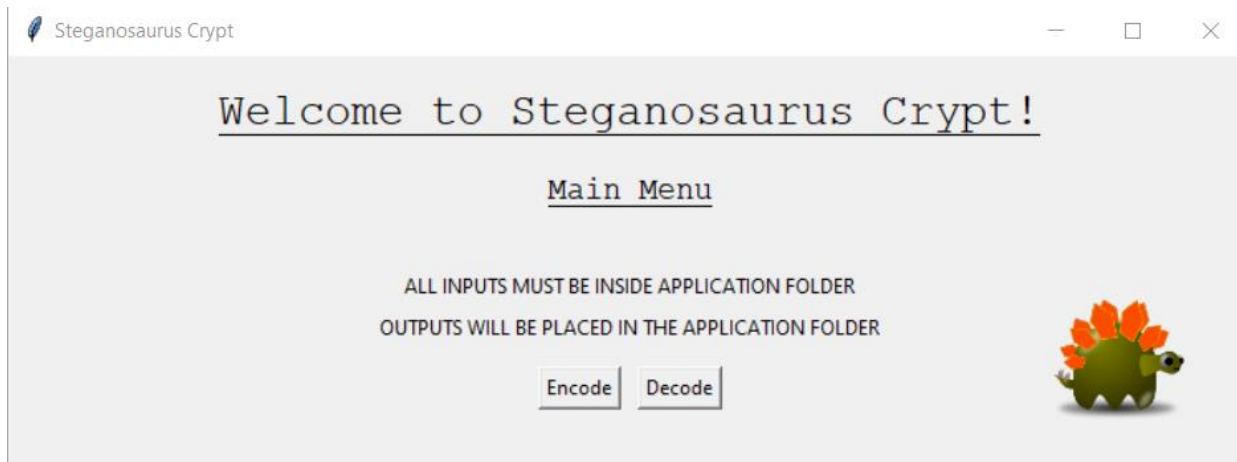 Steganosaurus Crypt
Welcome to Steganosaurus Crypt!
Main Menu
ALL INPUTS MUST BE INSIDE APPLICATION FOLDER
OUTPUTS WILL BE PLACED IN THE APPLICATION FOLDER
Encode Decode